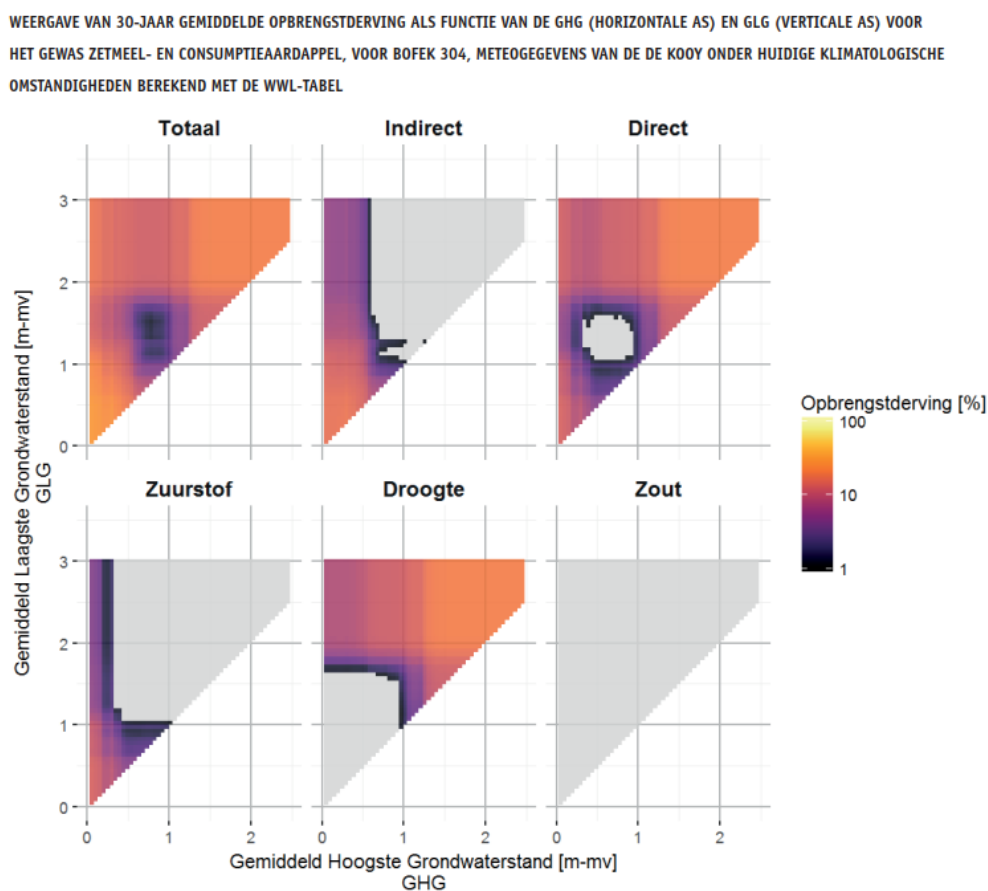 WEERGAVE VAN 30-JAAR GEMIDDELDE OPBRENGSTDERVING ALS FUNCTIE VAN DE GHG (HORIZONTALE AS) EN GLG (VERTICALE AS) VOOR
HET GEWAS ZETMEEL- EN CONSUMPTIEAARDAPPEL, VOOR BOFEK 304, METEOGEGEVENS VAN DE DE KOOY ONDER HUIDIGE KLIMATOLOGISCHE
OMSTANDIGHEDEN BEREKEND MET DE WWL-TABEL
Totaal Indirect Direct
3
2
1
0
Zuurstof Droogte Zout
3
2
1
0
0 1 2 0 1 2 0 1 2
Gemiddeld Laagste Grondwaterstand [m-mv]
GLG
Gemiddeld Hoogste Grondwaterstand [m-mv]
GHG
Opbrengstderving [%]
100
10
1